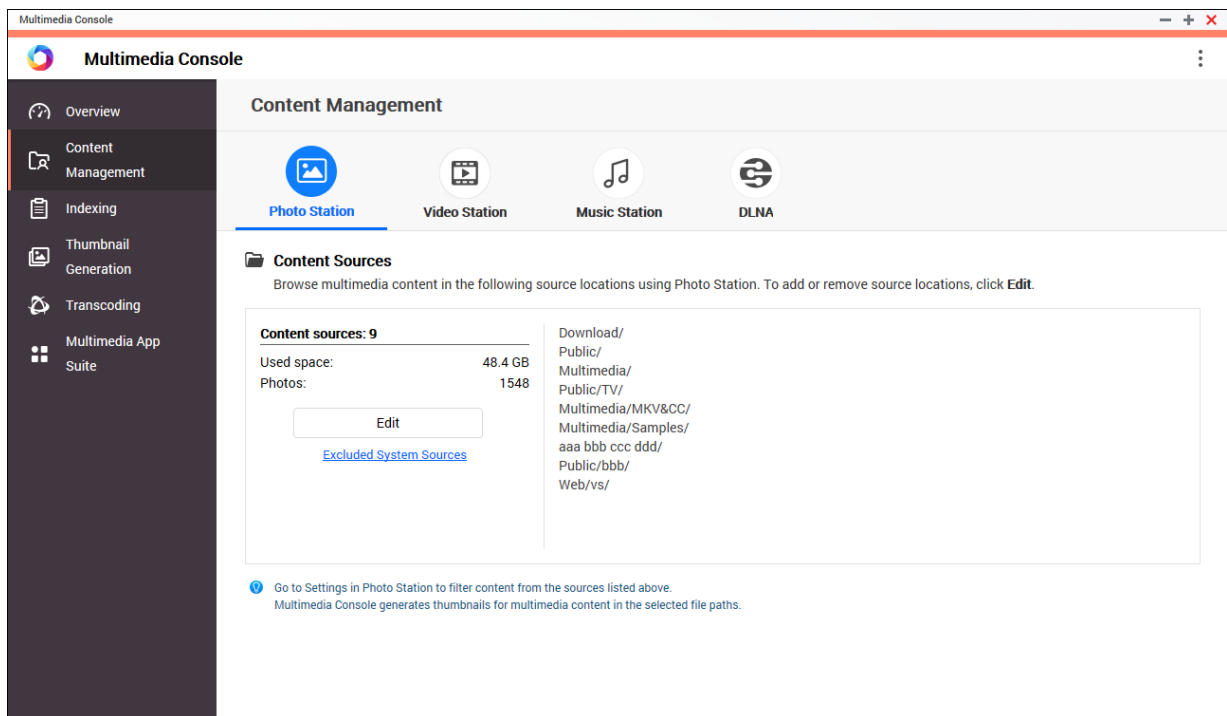 Multimedia Console
Multimedia Console
Overview
Content
Management
Indexing
Thumbnail
Generation
Transcoding
Multimedia App
Suite
Content Management
Photo Station
Video Station
Music Station
DLNA
Content Sources
Browse multimedia content in the following source locations using Photo Station. To add or remove source locations, click Edit.
Content sources: 9
Used space: 48.4 GB
Photos: 1548
Edit
Excluded System Sources
Download/
Public/
Multimedia/
Public/TV/
Multimedia/MKV&CC/
Multimedia/Samples/
aaa bbb ccc ddd/
Public/bbb/
Web/vs/
Go to Settings in Photo Station to filter content from the sources listed above.
Multimedia Console generates thumbnails for multimedia content in the selected file paths.